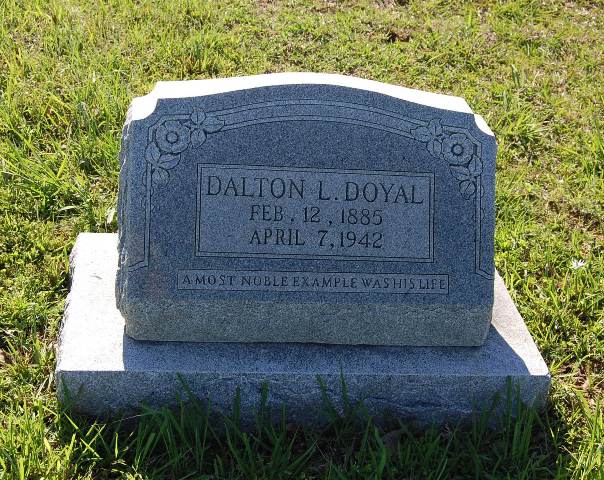 DALTON L. DOYAL
FEB. 12, 1885
APRIL 7, 1942
A MOST NOBLE EXAMPLE WAS HIS LIFE